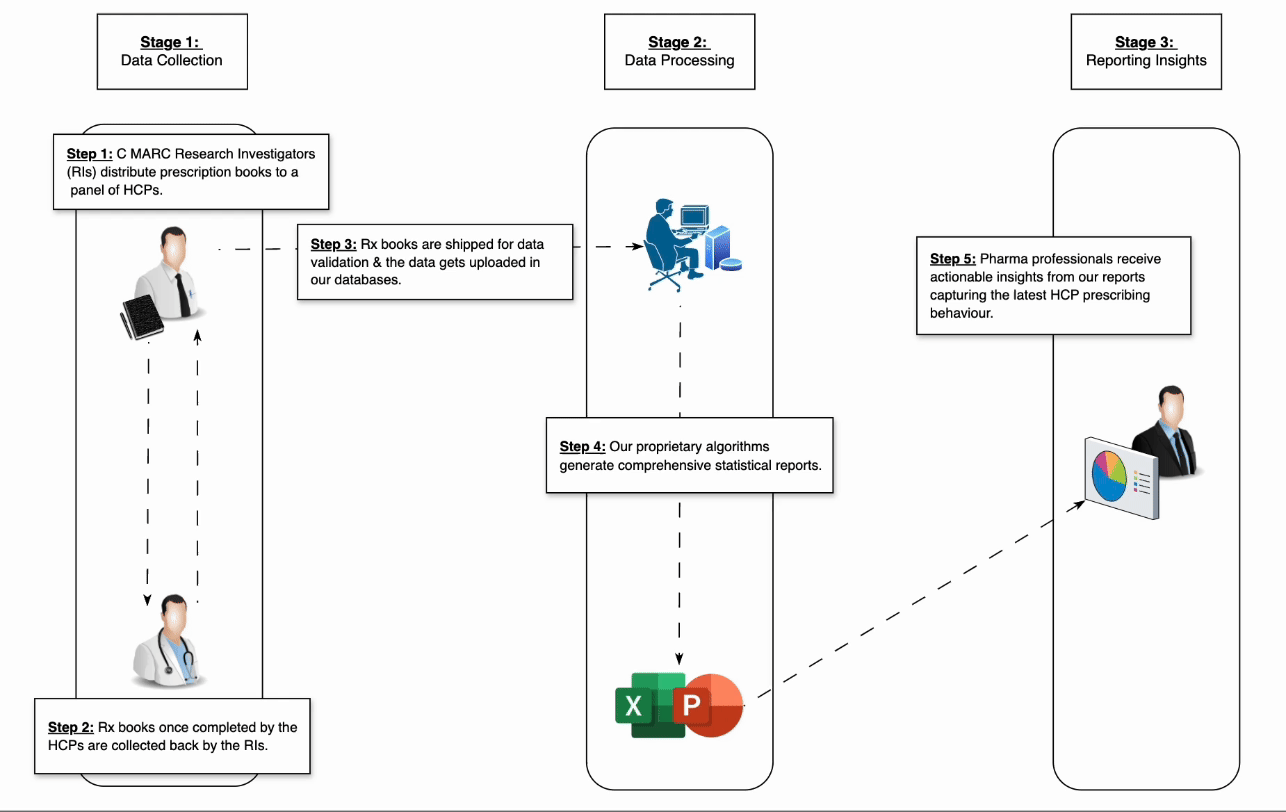 Stage 1:
Data Collection
Stage 2:
Data Processing
Stage 3:
Reporting Insights
Step 1: C MARC Research Investigators
(RIs) distribute prescription books to a
panel of HCPs.
Step 3: Rx books are shipped for data
validation & the data gets uploaded in
our databases.
Step 5: Pharma professionals receive
actionable insights from our reports
capturing the latest HCP prescribing
behaviour.
Step 4: Our proprietary algorithms
generate comprehensive statistical reports.
X
P
Step 2: Rx books once completed by the
HCPs are collected back by the RIs.